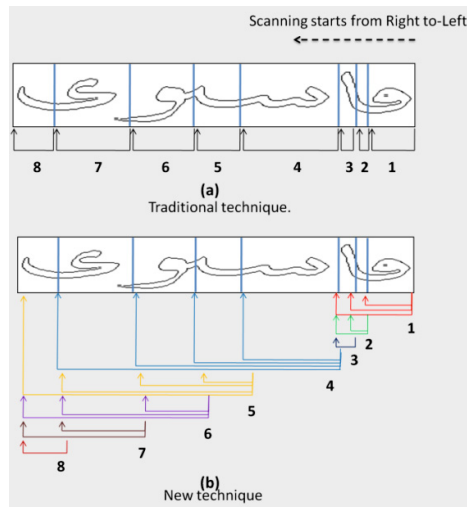 Scanning starts from Right to-Left
8 7 6 5 4 3 2 1
(a)
Traditional technique.
1
2
3
4
5
6
7
8
(b)
New technique